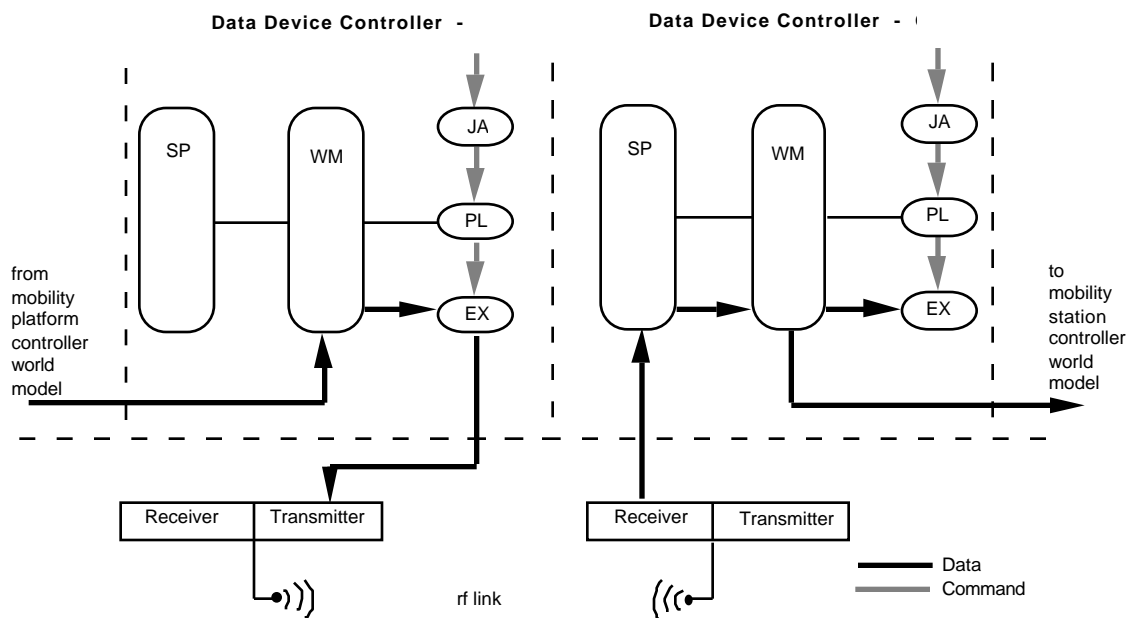 Data Device Controller -
Data Device Controller -
JA
SP
WM
PL
EX
from
mobility
platform
controller
world
model
JA
SP
WM
PL
EX
to
mobility
station
controller
world
model
Receiver
Transmitter
Receiver
Transmitter
rf link
Data
Command